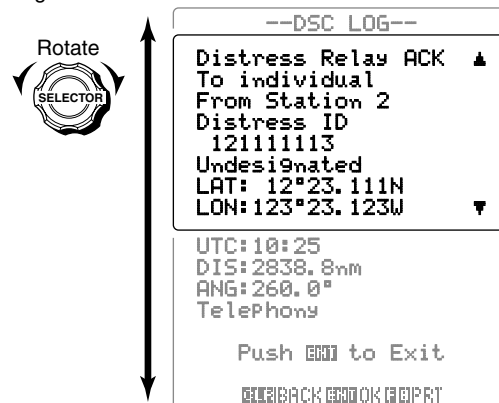 Rotate
SELECTOR
--DSC LOG--
Distress Relay ACK ▲
To individual
From Station 2
Distress ID
121111113
Undesignated
LAT: 12°23.111N
LON:123°23.123W ▼
UTC:10:25
DIS:2838.8nm
ANG:260.0°
Telephony
Push ENT to Exit
BACK ENT OK PRT